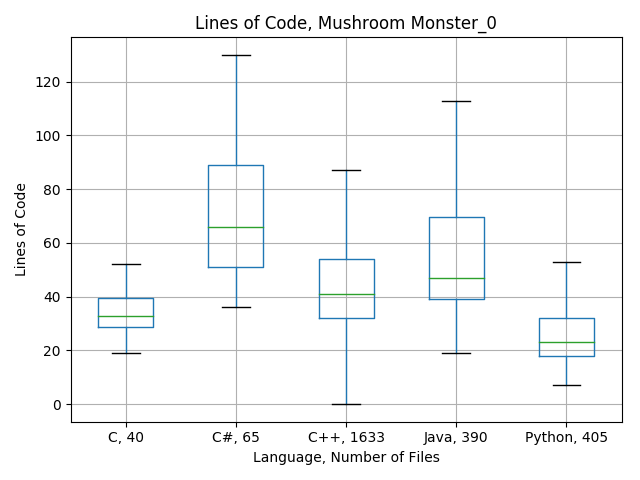 Lines of Code, Mushroom Monster_0
Lines of Code
120
100
80
60
40
20
0
C, 40
C#, 65
C++, 1633
Java, 390
Python, 405
Language, Number of Files